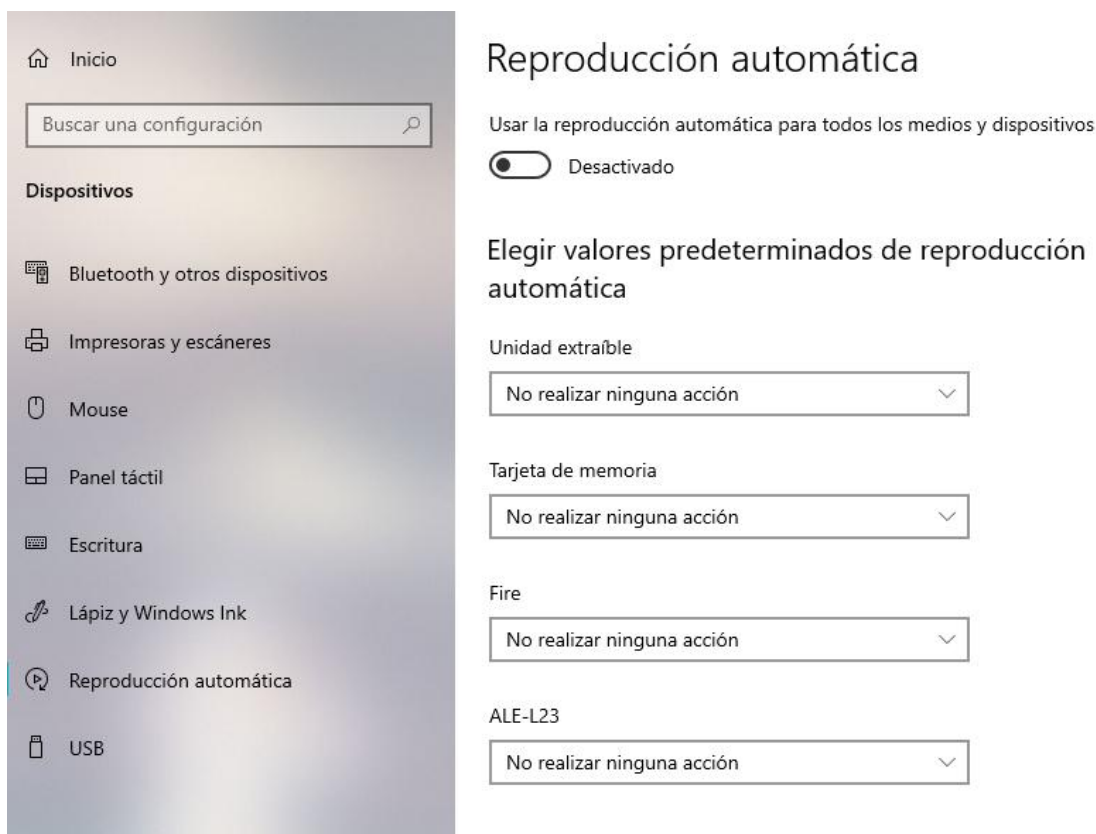 Inicio
Buscar una configuración
Dispositivos
Bluetooth y otros dispositivos
Impresoras y escáneres
Mouse
Panel táctil
Escritura
Lápiz y Windows Ink
Reproducción automática
USB
Reproducción automática
Usar la reproducción automática para todos los medios y dispositivos
Desactivado
Elegir valores predeterminados de reproducción
automática
Unidad extraíble
No realizar ninguna acción
Tarjeta de memoria
No realizar ninguna acción
Fire
No realizar ninguna acción
ALE-L23
No realizar ninguna acción